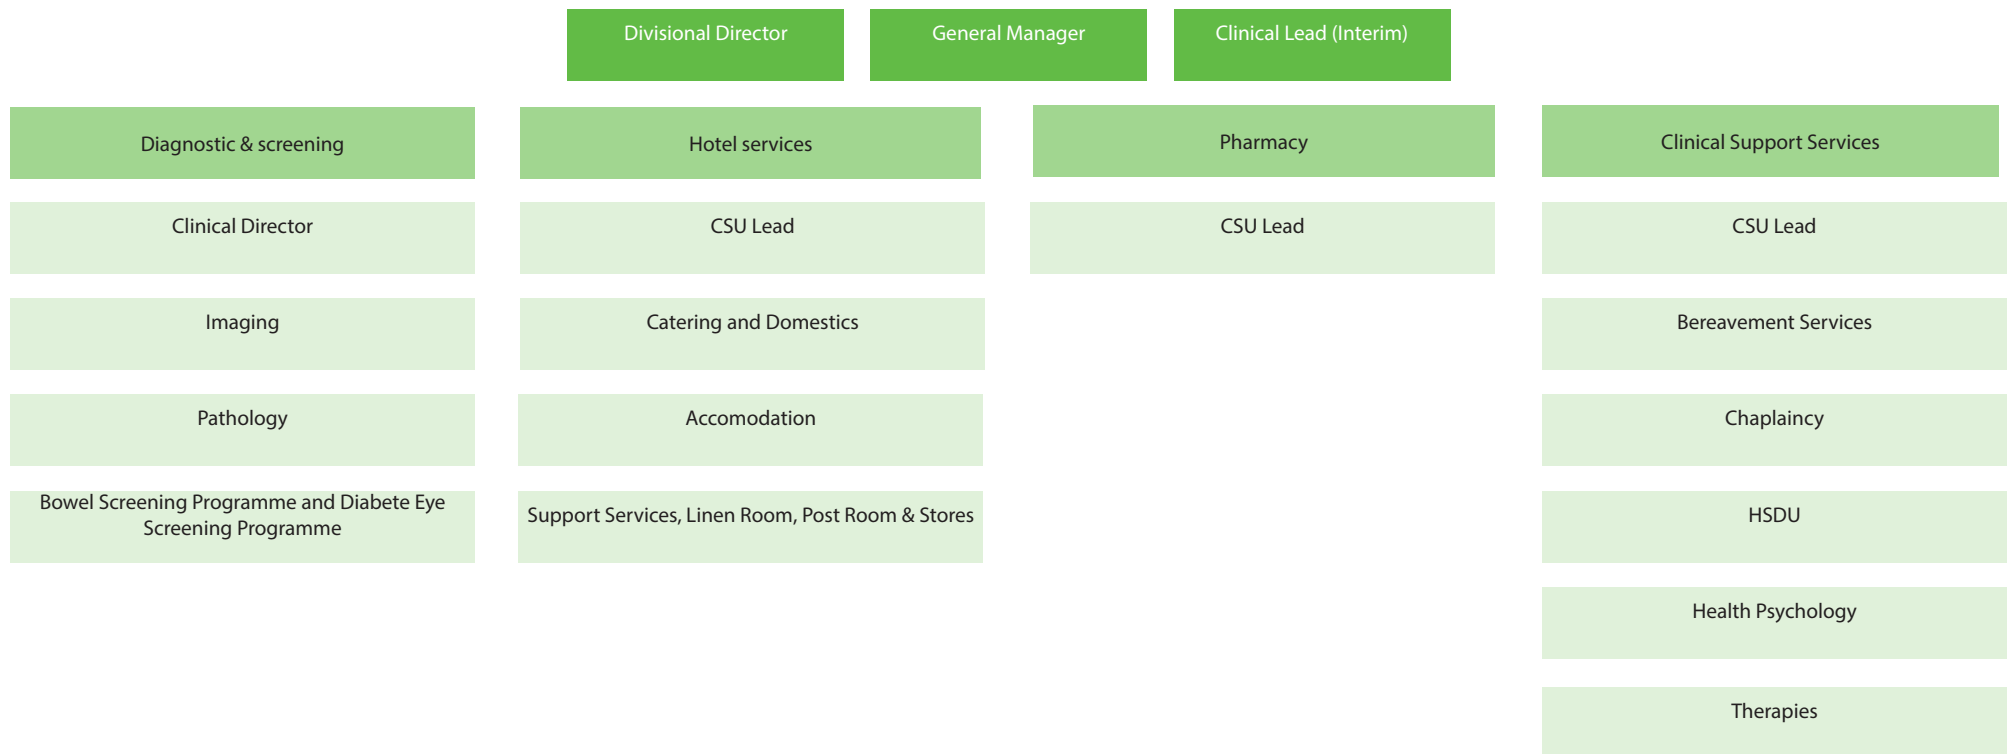 Divisional Director
General Manager
Clinical Lead (Interim)
Diagnostic & screening
Clinical Director
Imaging
Pathology
Bowel Screening Programme and Diabete Eye
Screening Programme
Hotel services
CSU Lead
Catering and Domestics
Accomodation
Support Services, Linen Room, Post Room & Stores
Pharmacy
CSU Lead
Clinical Support Services
CSU Lead
Bereavement Services
Chaplaincy
HSDU
Health Psychology
Therapies